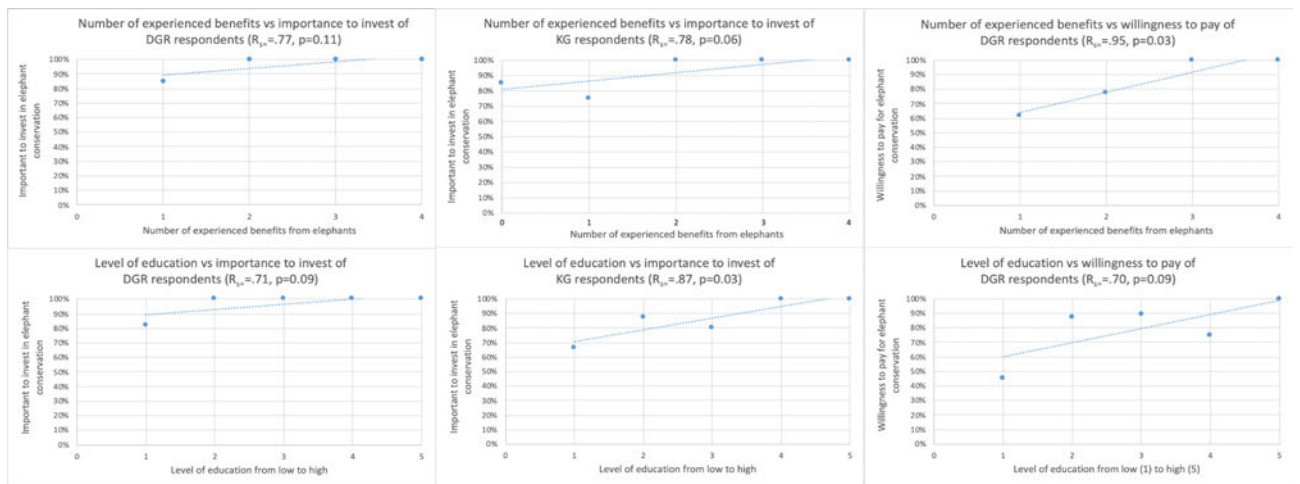 Number of experienced benefits vs importance to invest of
DGR respondents (Rs=.77, p=0.11)
Important to invest in elephant
conservation
100%
90%
80%
70%
60%
50%
40%
30%
20%
10%
0%
0 1 2 3 4
Number of experienced benefits from elephants
Number of experienced benefits vs importance to invest of
KG respondents (Rs=.78, p=0.06)
Important to invest in elephant
conservation
100%
90%
80%
70%
60%
50%
40%
30%
20%
10%
0%
0 1 2 3 4
Number of experienced benefits from elephants
Number of experienced benefits vs willingness to pay of
DGR respondents (Rs=.95, p=0.03)
Willingness to pay for elephant
conservation
100%
90%
80%
70%
60%
50%
40%
30%
20%
10%
0%
0 1 2 3 4
Number of experienced benefits from elephants
Level of education vs importance to invest of
DGR respondents (Rs=.71, p=0.09)
Important to invest in elephant
conservation
100%
90%
80%
70%
60%
50%
40%
30%
20%
10%
0%
0 1 2 3 4 5
Level of education from low to high
Level of education vs importance to invest of
KG respondents (Rs=.87, p=0.03)
Important to invest in elephant
conservation
100%
90%
80%
70%
60%
50%
40%
30%
20%
10%
0%
0 1 2 3 4 5
Level of education from low to high
Level of education vs willingness to pay of
DGR respondents (Rs=.70, p=0.09)
Willingness to pay for elephant
conservation
100%
90%
80%
70%
60%
50%
40%
30%
20%
10%
0%
0 1 2 3 4 5
Level of education from low (1) to high (5)